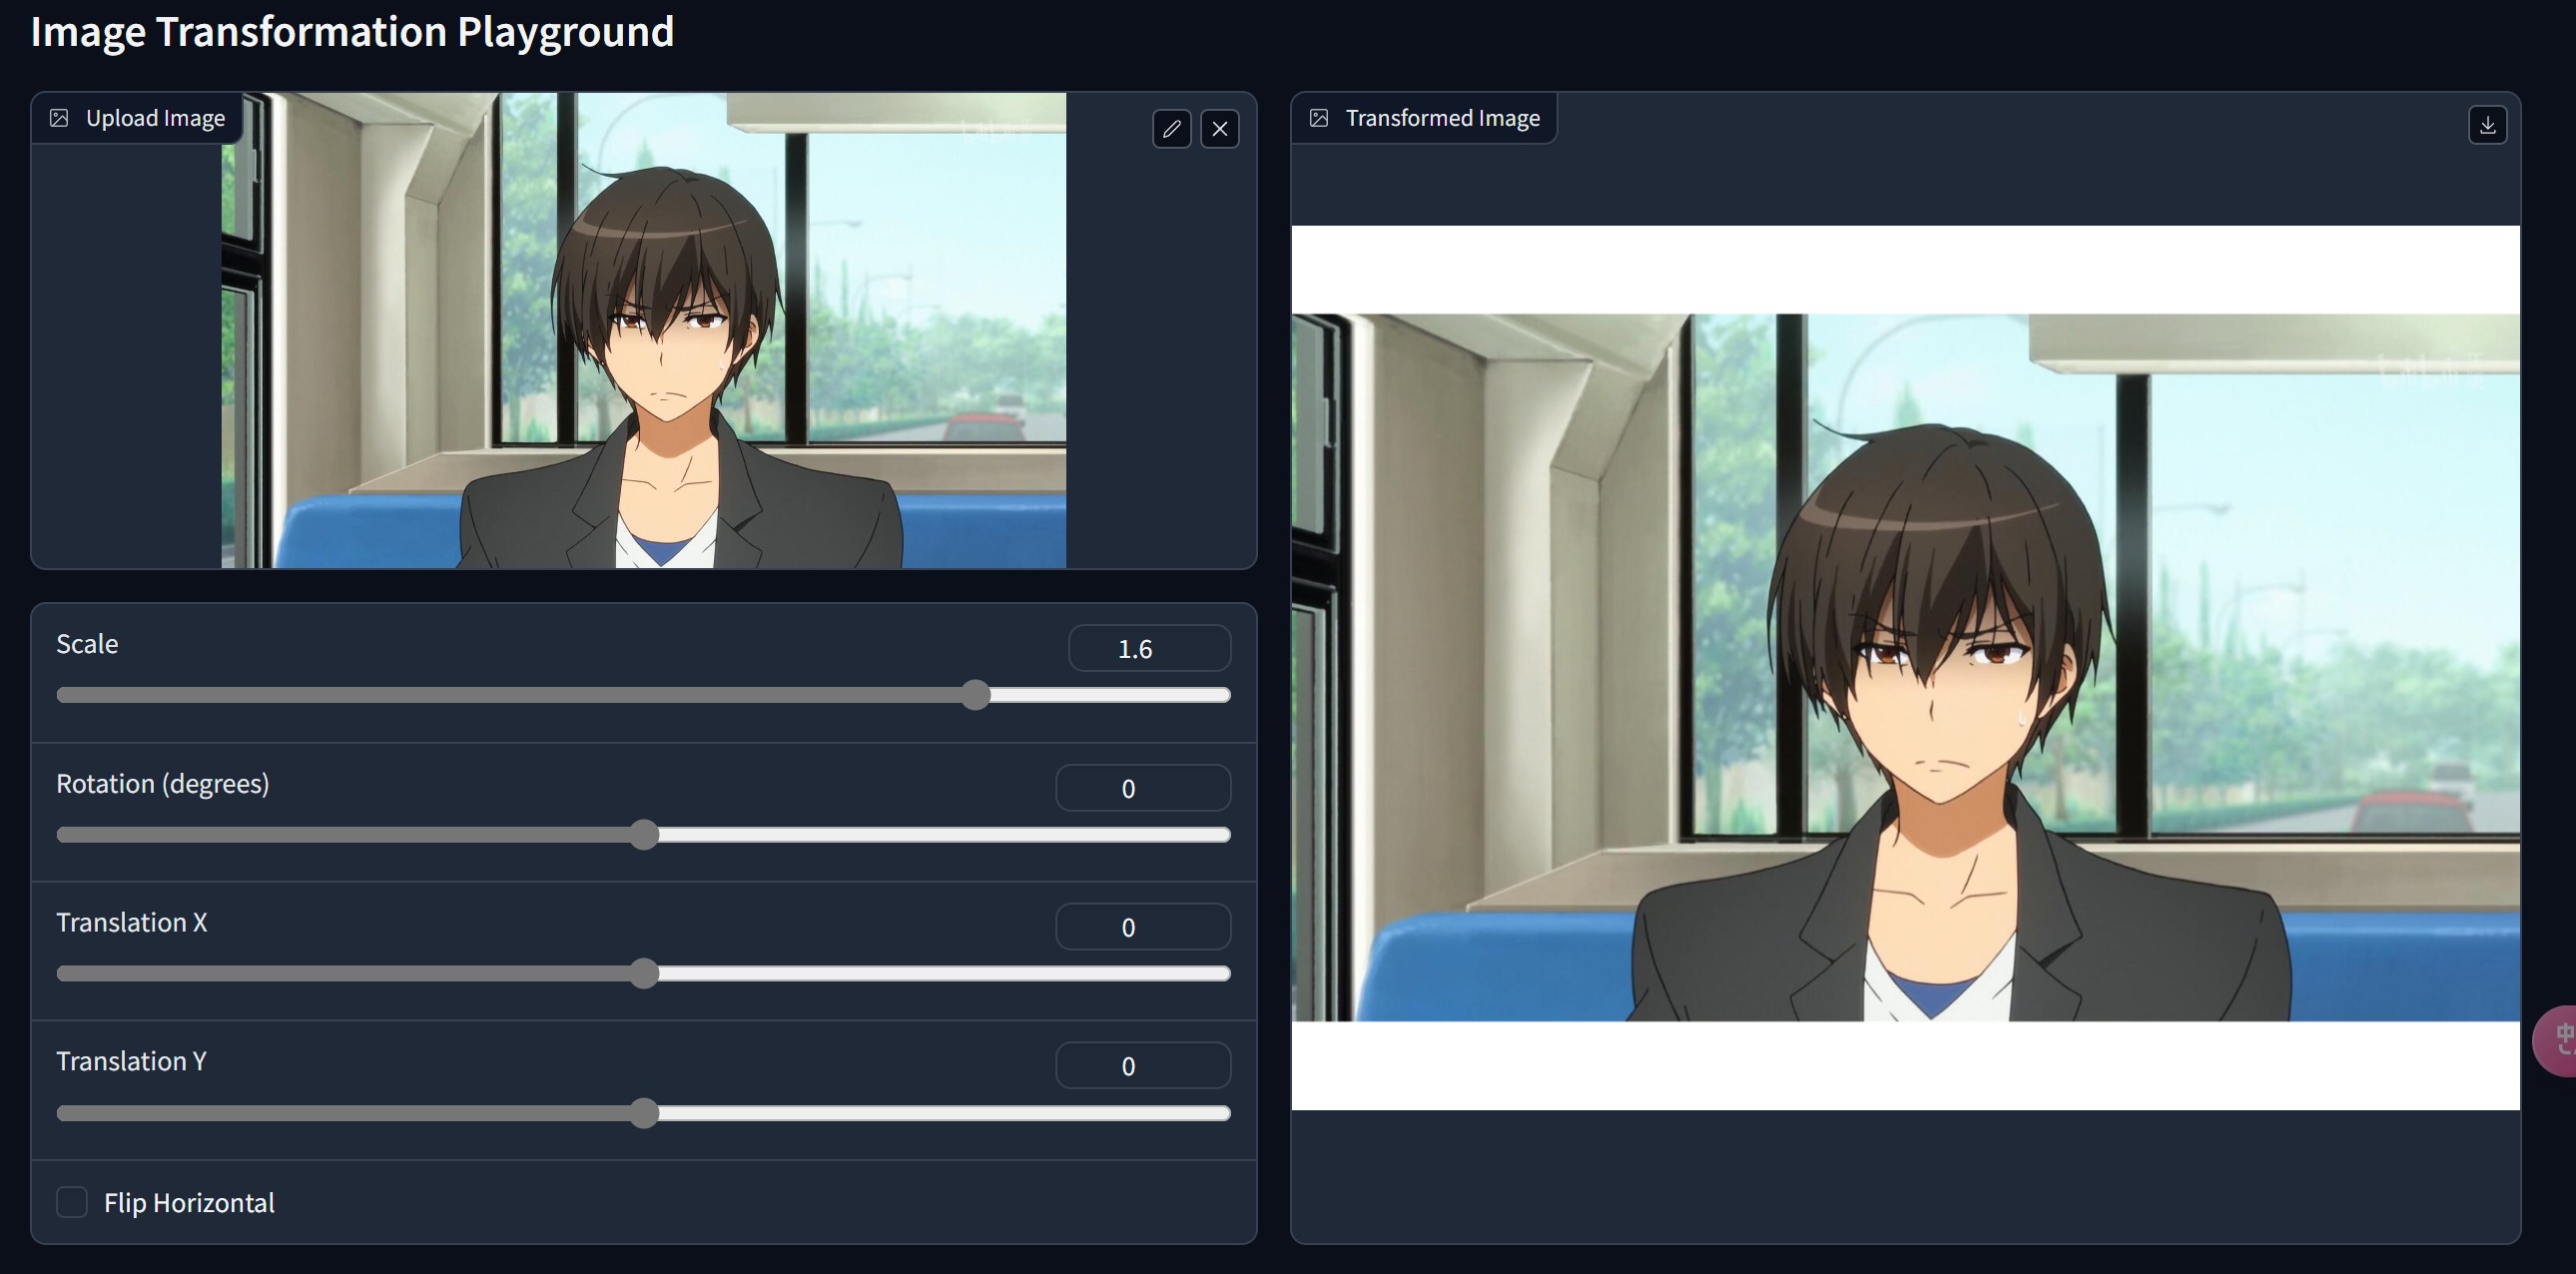 Image Transformation Playground
Upload Image
Transformed Image
Scale
1.6
Rotation (degrees)
0
Translation X
0
Translation Y
0
Flip Horizontal